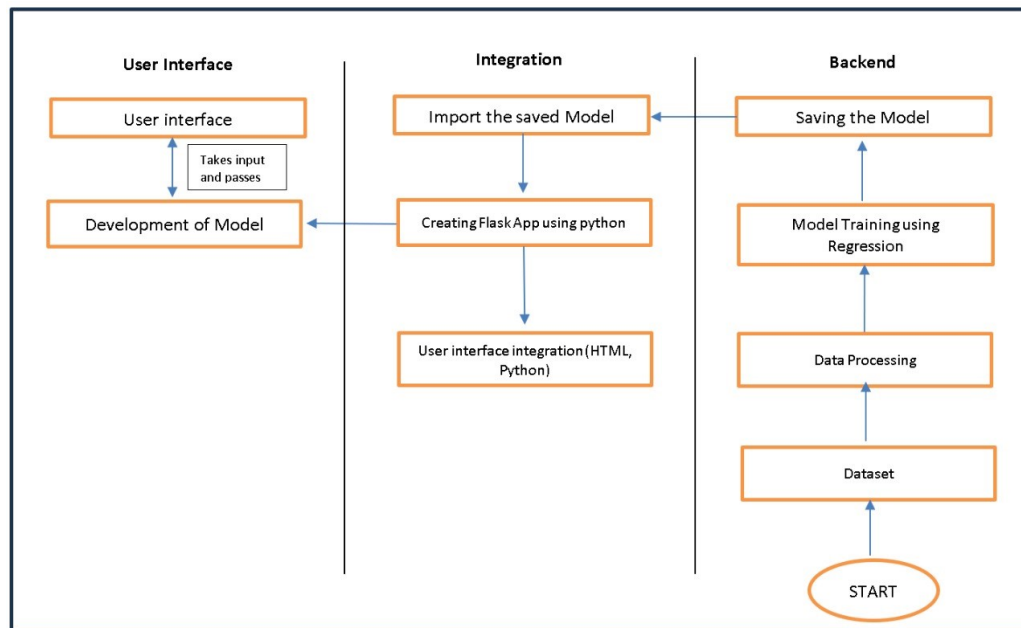 User Interface
User interface
Takes input
and passes
Development of Model
Integration
Import the saved Model
Creating Flask App using python
User interface integration (HTML,
Python)
Backend
Saving the Model
Model Training using
Regression
Data Processing
Dataset
START